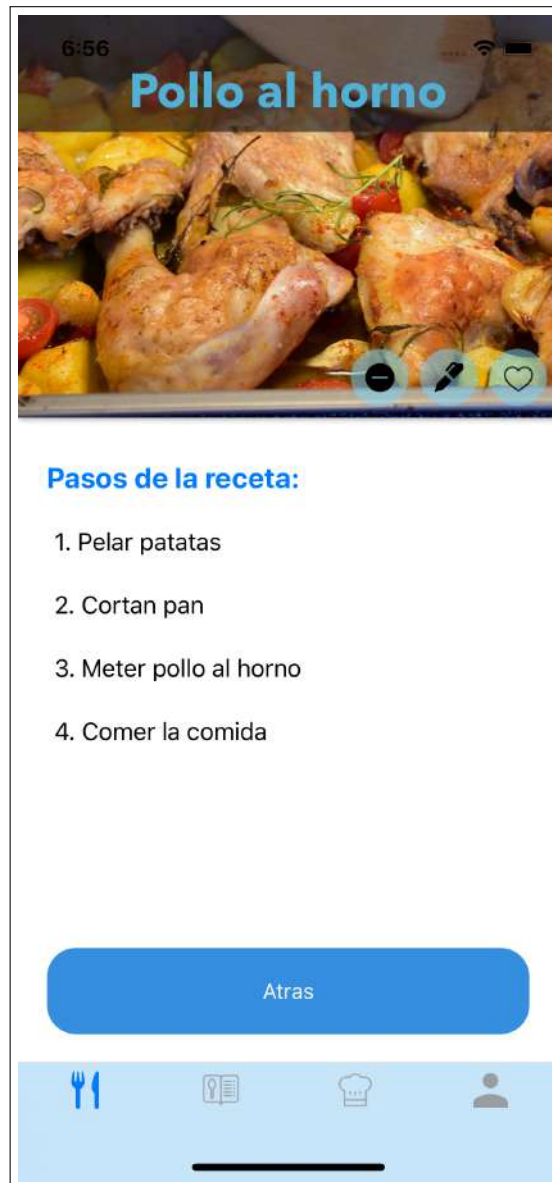 6:56
Pollo al horno
Pasos de la receta:
1. Pelar patatas
2. Cortan pan
3. Meter pollo al horno
4. Comer la comida
Atras